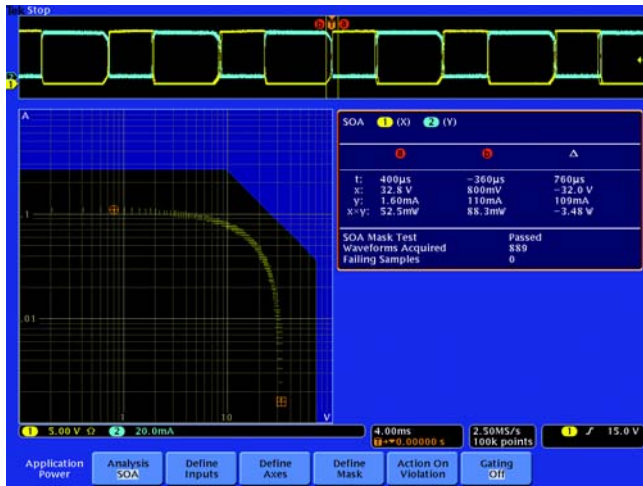 Tek Stop
b T a
2
1
A
.1
.01
1 10 V
SOA 1 (X) 2 (Y)
a b Δ
t: 400µs -360µs 760µs
x: 32.8 V 800mV -32.0 V
y: 1.60mA 110mA 109mA
x×y: 52.5mW 88.3mW -3.48 W
SOA Mask Test Passed
Waveforms Acquired 889
Failing Samples 0
1 5.00 V Ω 2 20.0mA
4.00ms
T→▼0.00000 s
2.50MS/s
100k points
1 ∫ 15.0 V
Application
Power
Analysis
SOA
Define
Inputs
Define
Axes
Define
Mask
Action On
Violation
Gating
Off